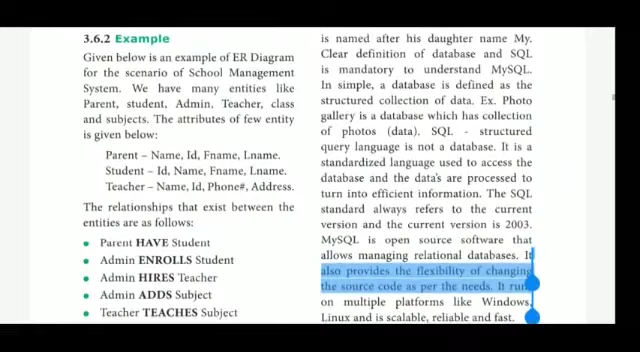 3.6.2 Example
Given below is an example of ER Diagram
for the scenario of School Management
System. We have many entities like
Parent, student, Admin, Teacher, class
and subjects. The attributes of few entity
is given below:
Parent – Name, Id, Fname, Lname.
Student – Id, Name, Fname, Lname.
Teacher – Name, Id, Phone#, Address.
The relationships that exist between the
entities are as follows:
• Parent HAVE Student
• Admin ENROLLS Student
• Admin HIRES Teacher
• Admin ADDS Subject
• Teacher TEACHES Subject
is named after his daughter name My.
Clear definition of database and SQL
is mandatory to understand MySQL.
In simple, a database is defined as the
structured collection of data. Ex. Photo
gallery is a database which has collection
of photos (data). SQL - structured
query language is not a database. It is a
standardized language used to access the
database and the data's are processed to
turn into efficient information. The SQL
standard always refers to the current
version and the current version is 2003.
MySQL is open source software that
allows managing relational databases. It
also provides the flexibility of changing
the source code as per the needs. It runs
on multiple platforms like Windows,
Linux and is scalable, reliable and fast.